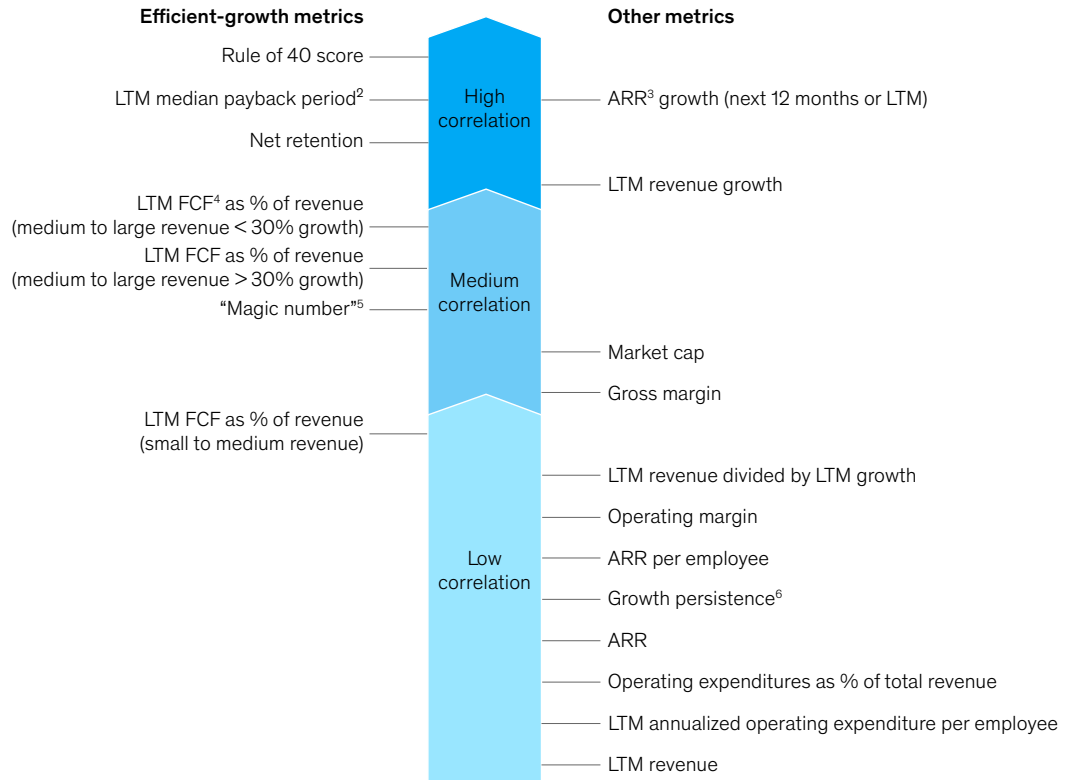 Efficient-growth metrics
Other metrics
Rule of 40 score
LTM median payback period²
High
correlation
ARR³ growth (next 12 months or LTM)
Net retention
LTM revenue growth
LTM FCF⁴ as % of revenue
(medium to large revenue < 30% growth)
LTM FCF as % of revenue
(medium to large revenue > 30% growth)
Medium
correlation
“Magic number”⁵
Market cap
Gross margin
LTM FCF as % of revenue
(small to medium revenue)
LTM revenue divided by LTM growth
Operating margin
Low
correlation
ARR per employee
Growth persistence⁶
ARR
Operating expenditures as % of total revenue
LTM annualized operating expenditure per employee
LTM revenue